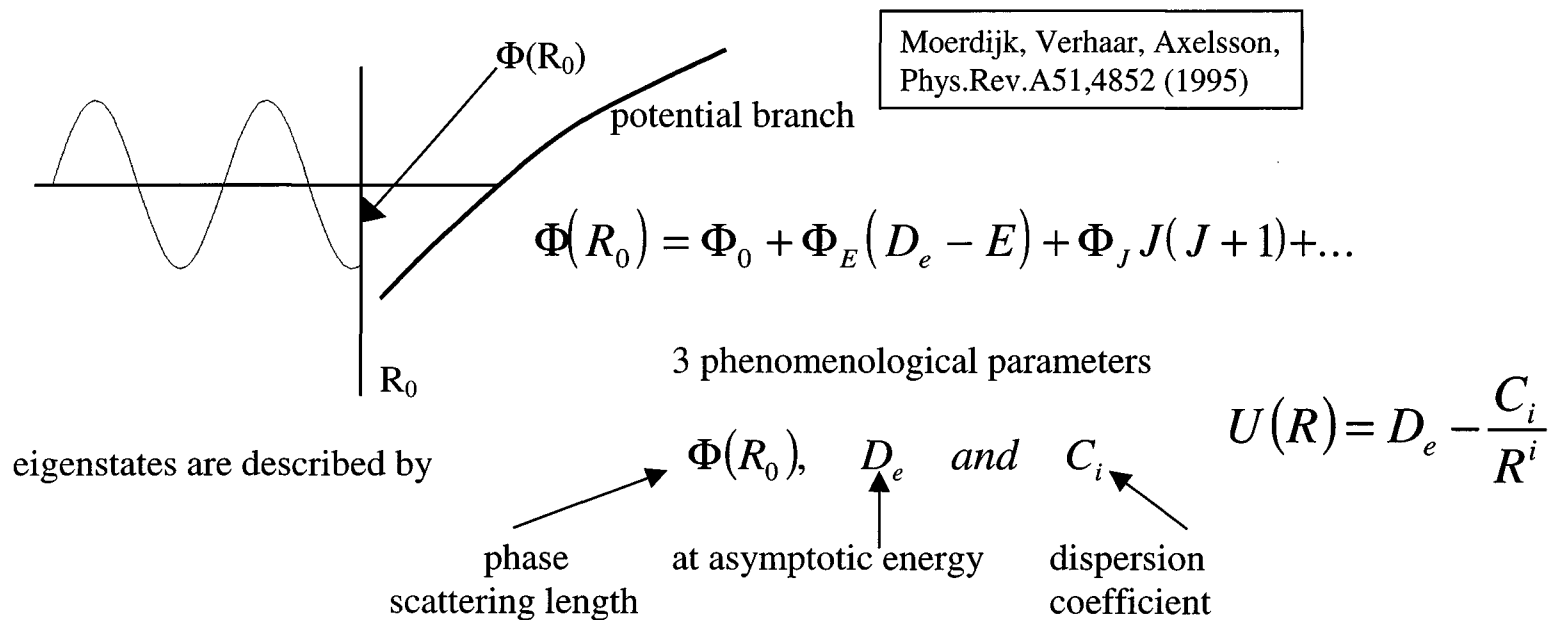 Φ(R₀)
Moerdijk, Verhaar, Axelsson,
Phys.Rev.A51,4852 (1995)
potential branch
Φ(R₀) = Φ₀ + Φ_E(D_e − E) + Φ_J J(J + 1)+...
R₀
3 phenomenological parameters
U(R) = D_e − C_i / R^i
eigenstates are described by
Φ(R₀), D_e and C_i
phase at asymptotic energy dispersion
scattering length coefficient